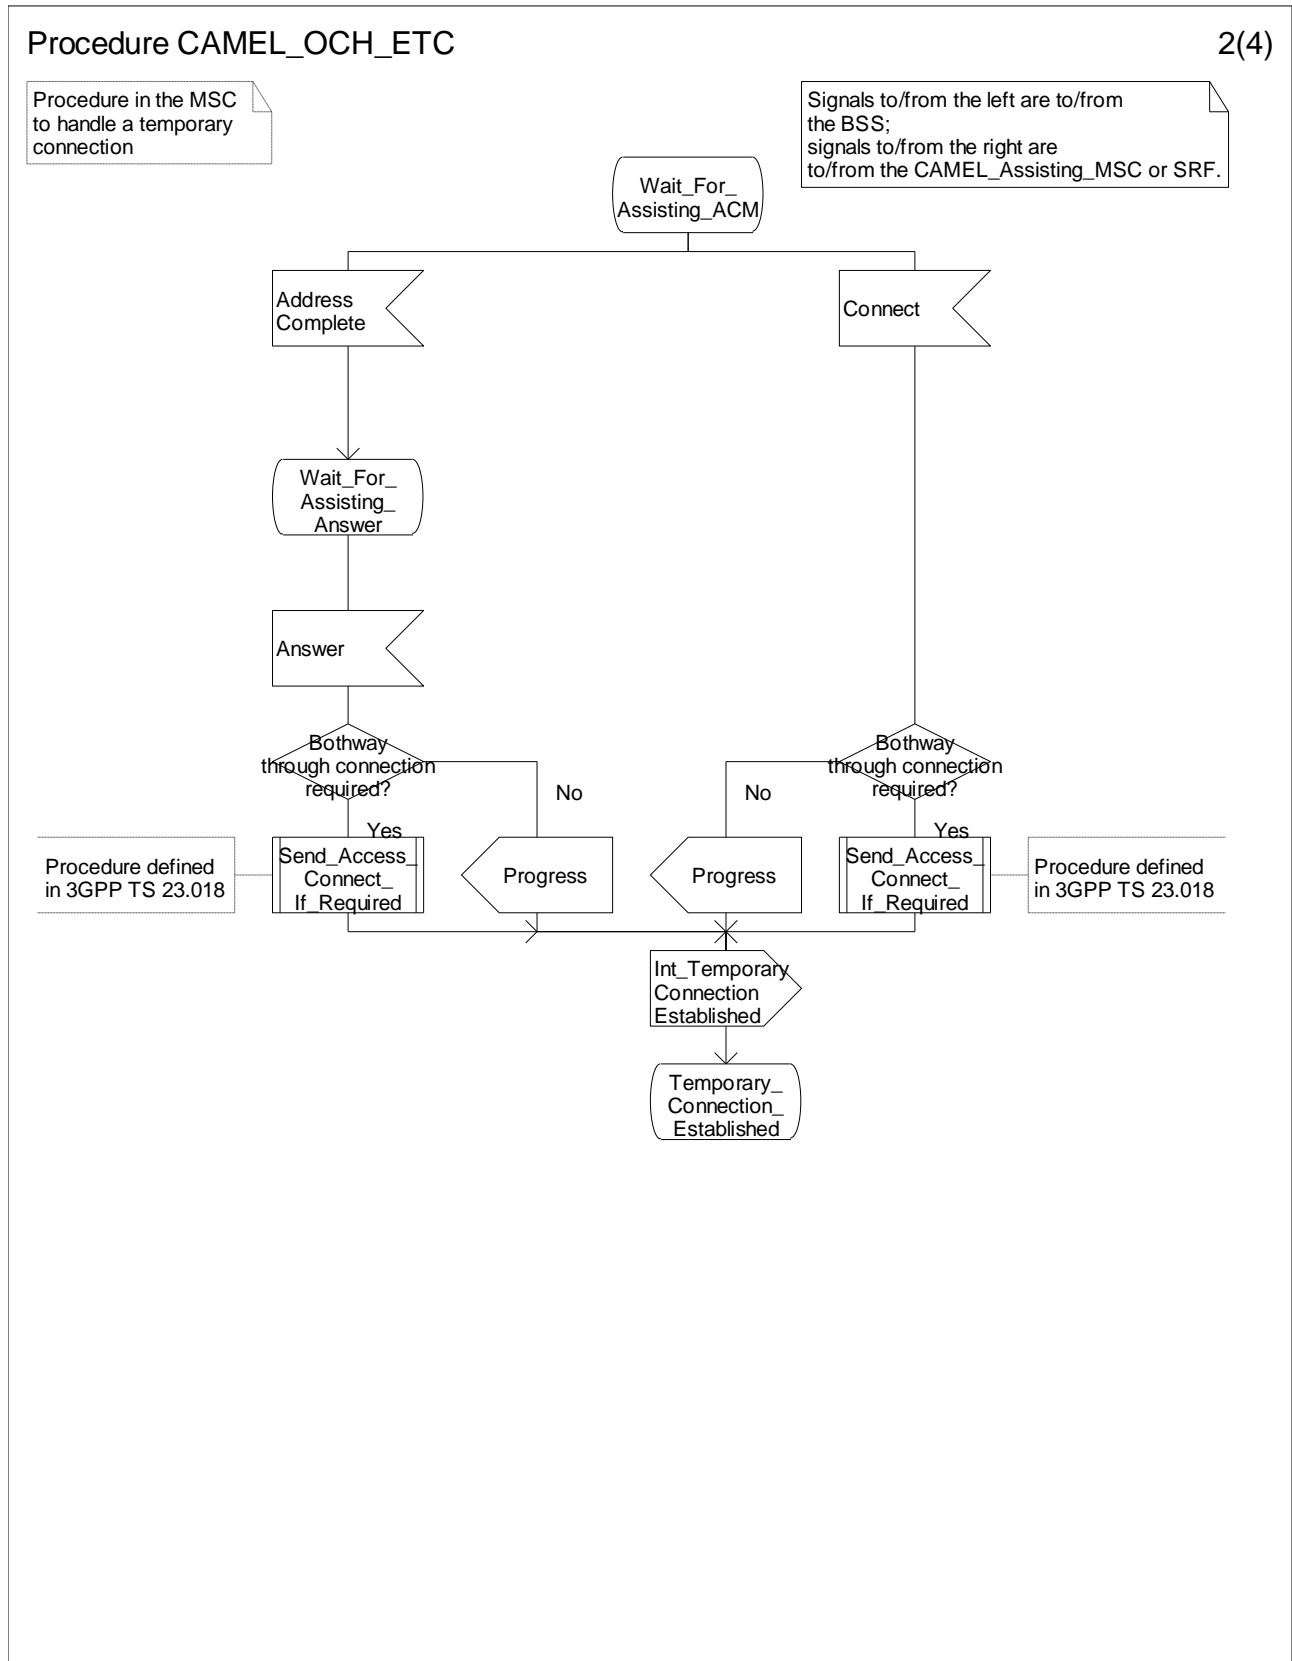 Procedure CAMEL_OCH_ETC
2(4)
Procedure in the MSC
to handle a temporary
connection
Signals to/from the left are to/from
the BSS;
signals to/from the right are
to/from the CAMEL_Assisting_MSC or SRF.
Wait_For_
Assisting_ACM
Address
Complete
Connect
Wait_For_
Assisting_
Answer
Answer
Bothway
through connection
required?
No
Yes
No
Bothway
through connection
required?
Yes
Procedure defined
in 3GPP TS 23.018
Send_Access_
Connect_
If_Required
Progress
Progress
Send_Access_
Connect_
If_Required
Procedure defined
in 3GPP TS 23.018
Int_Temporary
Connection
Established
Temporary_
Connection_
Established